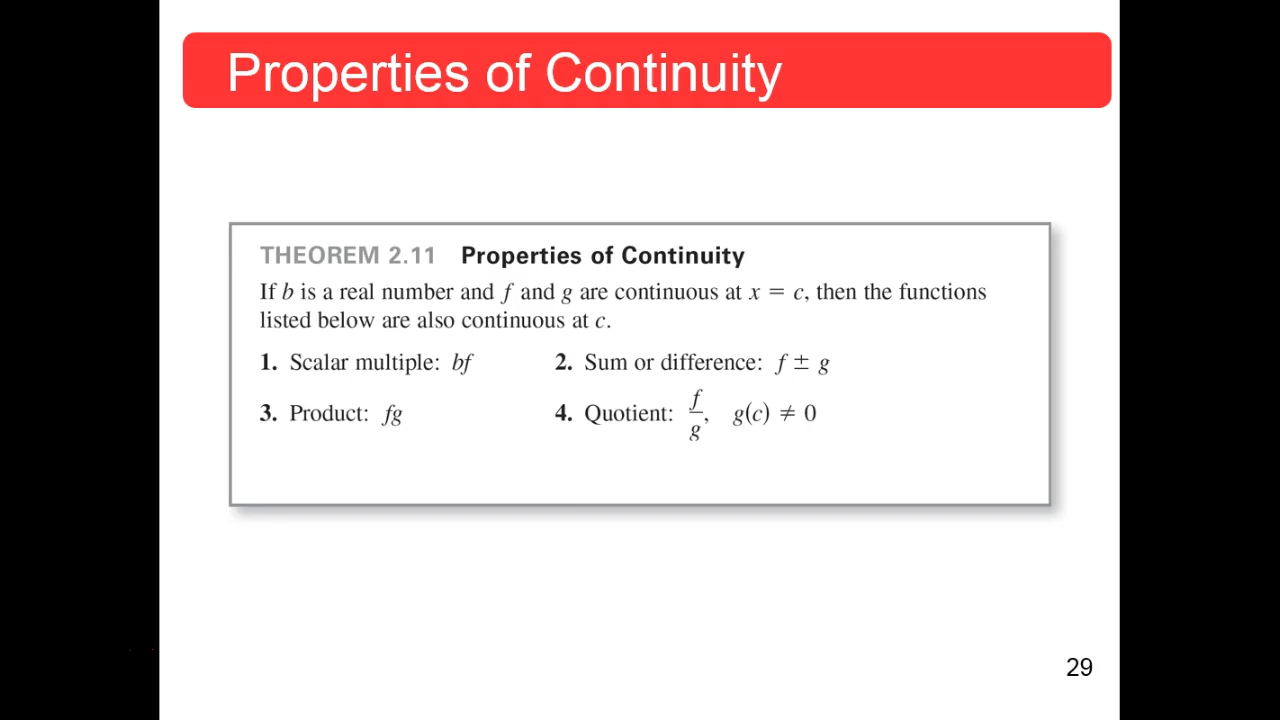 Properties of Continuity
THEOREM 2.11 Properties of Continuity
If b is a real number and f and g are continuous at x = c, then the functions
listed below are also continuous at c.
1. Scalar multiple: bf 2. Sum or difference: f ± g
3. Product: fg 4. Quotient: f/g, g(c) ≠ 0
29